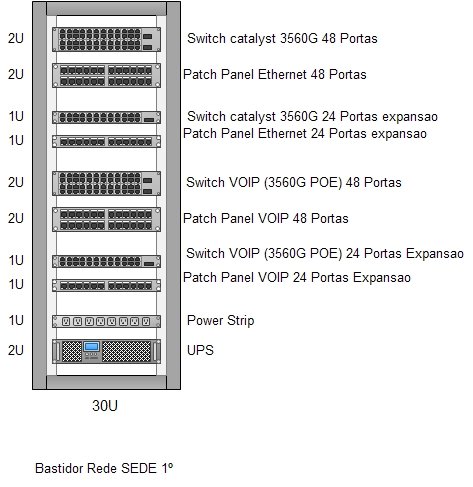 2U Switch catalyst 3560G 48 Portas
2U Patch Panel Ethernet 48 Portas
1U Switch catalyst 3560G 24 Portas expansao
1U Patch Panel Ethernet 24 Portas expansao
2U Switch VOIP (3560G POE) 48 Portas
2U Patch Panel VOIP 48 Portas
1U Switch VOIP (3560G POE) 24 Portas Expansao
1U Patch Panel VOIP 24 Portas Expansao
1U Power Strip
2U UPS
30U
Bastidor Rede SEDE 1º